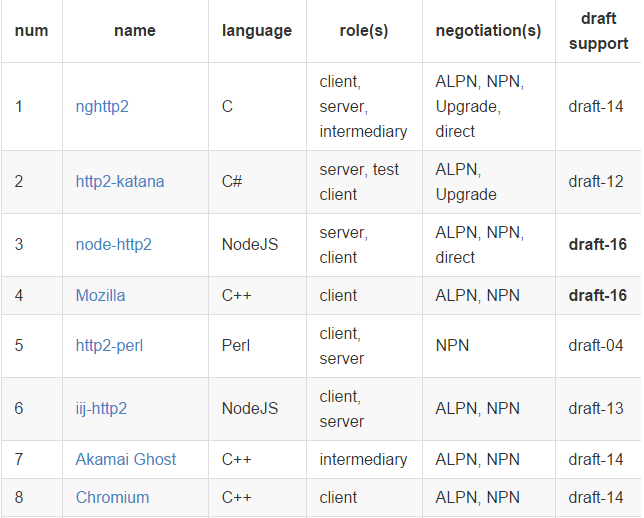 num name language role(s) negotiation(s) draft support
1 nghttp2 C client, server, intermediary ALPN, NPN, Upgrade, direct draft-14
2 http2-katana C# server, test client ALPN, Upgrade draft-12
3 node-http2 NodeJS server, client ALPN, NPN, direct draft-16
4 Mozilla C++ client ALPN, NPN draft-16
5 http2-perl Perl client, server NPN draft-04
6 iij-http2 NodeJS client, server ALPN, NPN draft-13
7 Akamai Ghost C++ intermediary ALPN, NPN draft-14
8 Chromium C++ client ALPN, NPN draft-14